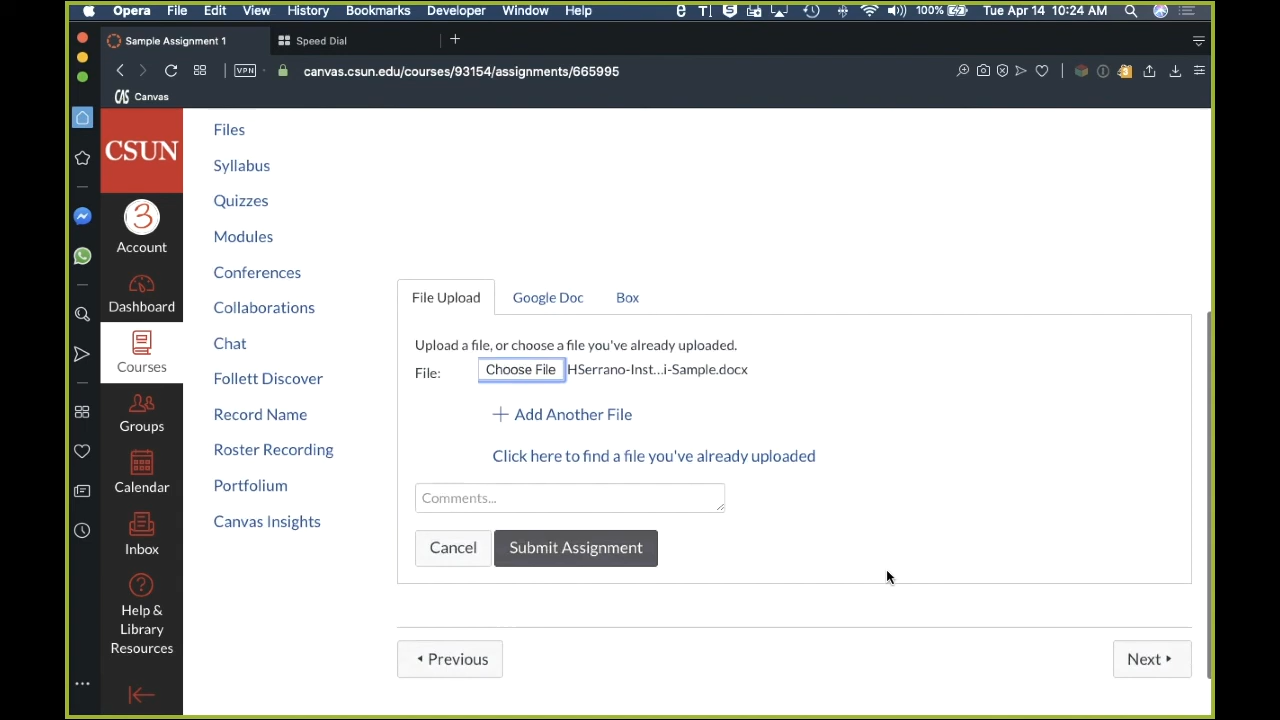 Opera File Edit View History Bookmarks Developer Window Help 100% Tue Apr 14 10:24 AM
Sample Assignment 1 Speed Dial
VPN canvas.csun.edu/courses/93154/assignments/665995
Canvas
CSUN
Account
Dashboard
Courses
Groups
Calendar
Inbox
Help &
Library
Resources
Files
Syllabus
Quizzes
Modules
Conferences
Collaborations
Chat
Follett Discover
Record Name
Roster Recording
Portfolium
Canvas Insights
File Upload Google Doc Box
Upload a file, or choose a file you've already uploaded.
File: Choose File HSerrano-Inst...i-Sample.docx
+ Add Another File
Click here to find a file you've already uploaded
Comments...
Cancel Submit Assignment
Previous Next